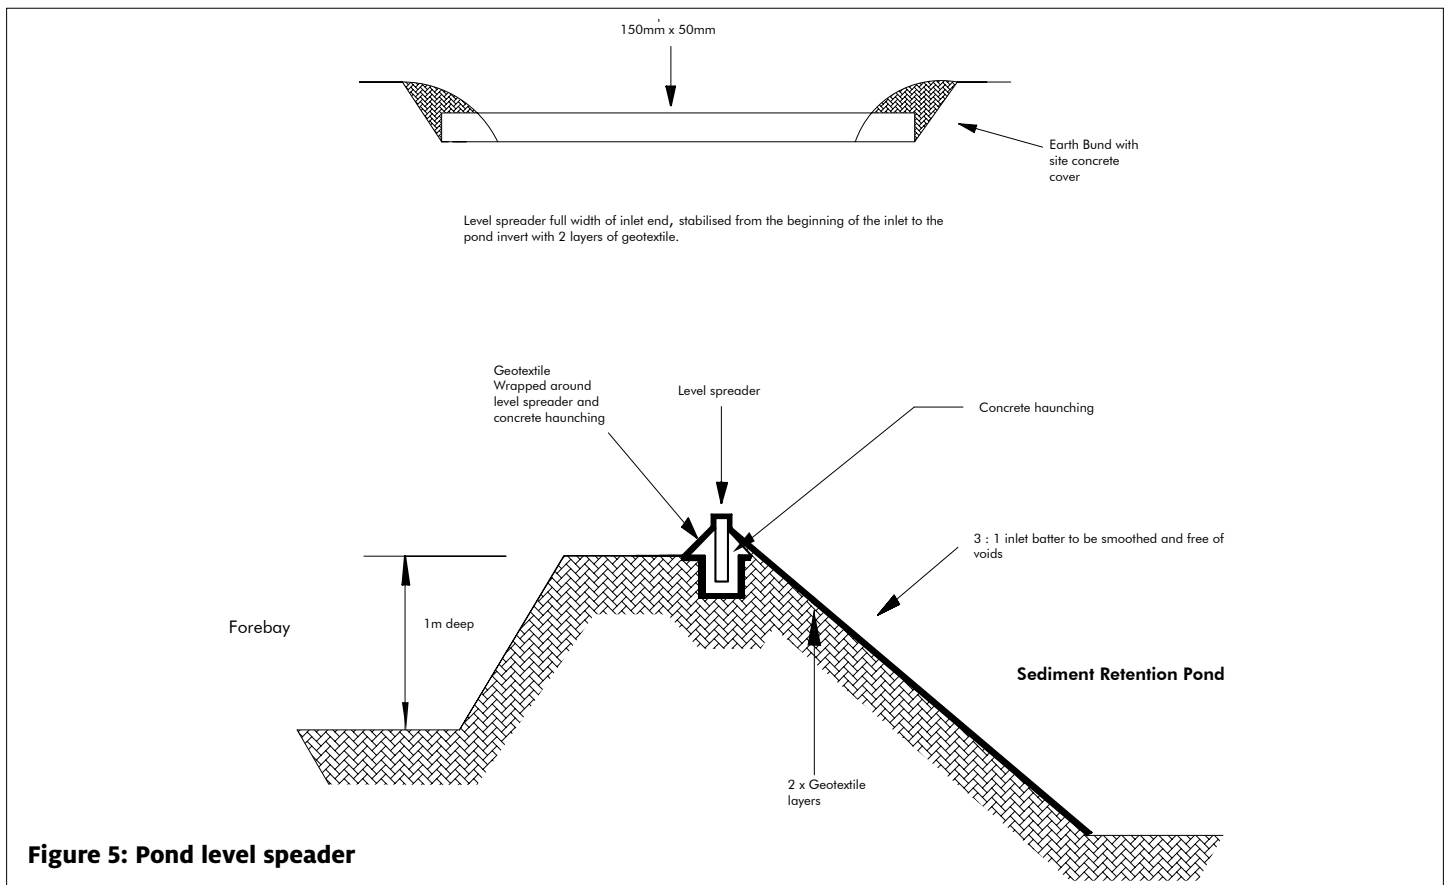 150mm x 50mm
Earth Bund with
site concrete
cover
Level spreader full width of inlet end, stabilised from the beginning of the inlet to the
pond invert with 2 layers of geotextile.
Geotextile
Wrapped around
level spreader and
concrete haunching
Level spreader
Concrete haunching
3 : 1 inlet batter to be smoothed and free of
voids
Forebay
1m deep
Sediment Retention Pond
2 x Geotextile
layers
Figure 5: Pond level speader